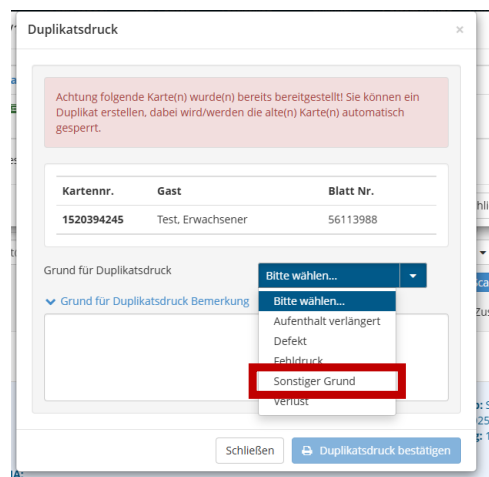 Duplikatsdruck ×
Achtung folgende Karte(n) wurde(n) bereits bereitgestellt! Sie können ein
Duplikat erstellen, dabei wird/werden die alte(n) Karte(n) automatisch
gesperrt.
Kartennr. Gast Blatt Nr.
1520394245 Test, Erwachsener 56113988
Grund für Duplikatsdruck Bitte wählen...
Grund für Duplikatsdruck Bemerkung
Bitte wählen...
Aufenthalt verlängert
Defekt
Fehldruck
Sonstiger Grund
Verlust
Schließen Duplikatsdruck bestätigen